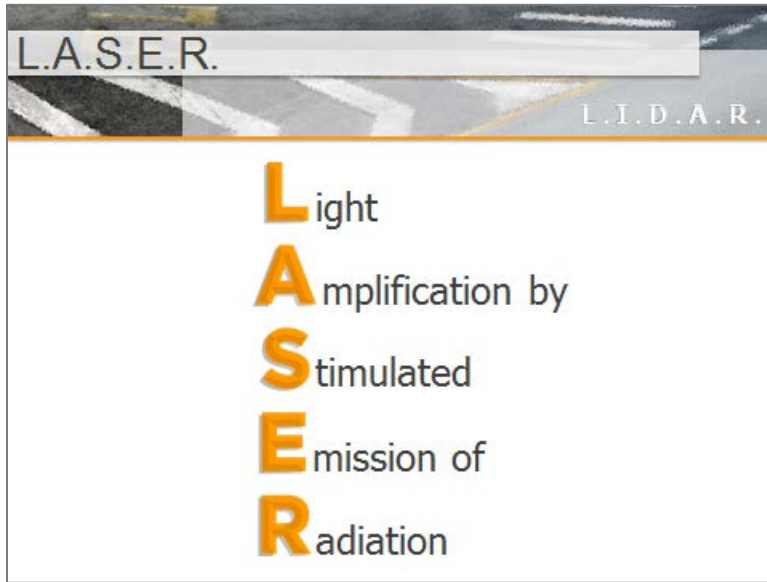 L.A.S.E.R.
L.I.D.A.R.
Light
Amplification by
Stimulated
Emission of
Radiation